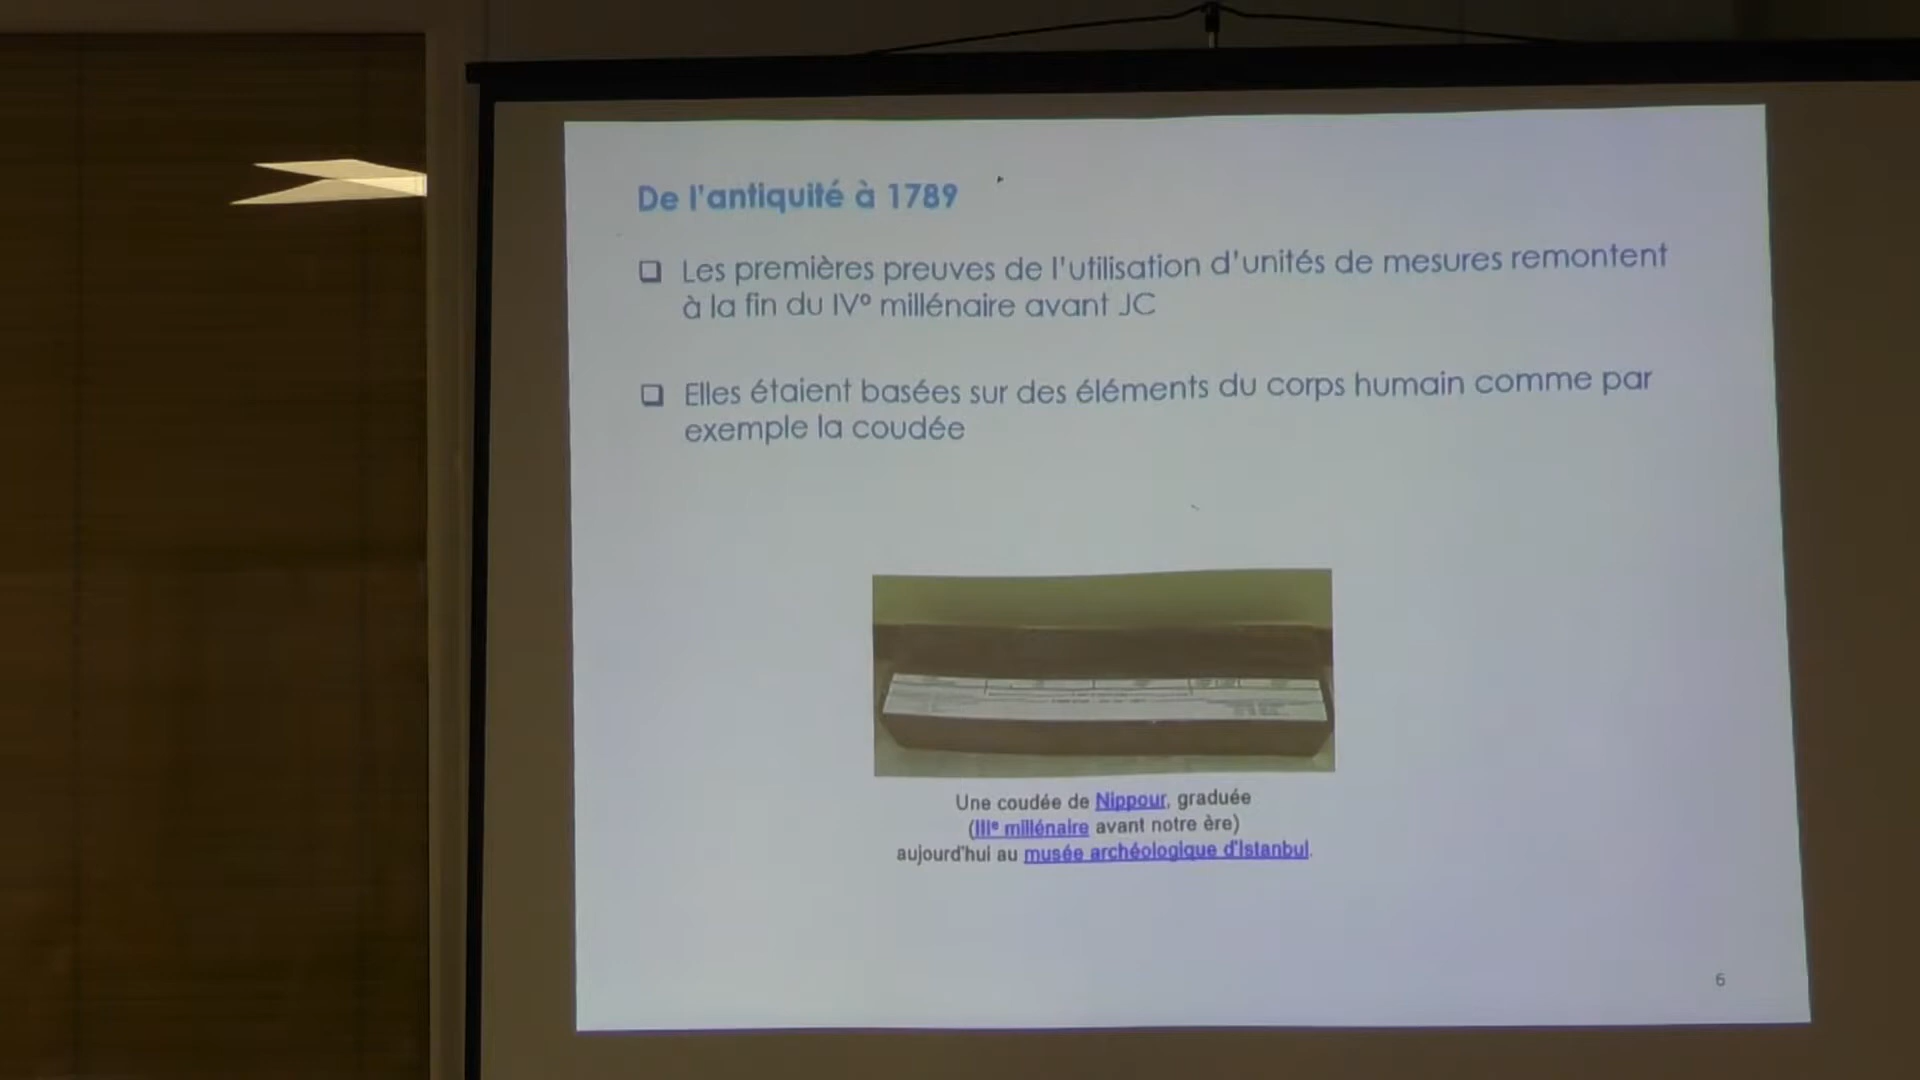 De l'antiquité à 1789
Les premières preuves de l'utilisation d'unités de mesures remontent
à la fin du IVº millénaire avant JC
Elles étaient basées sur des éléments du corps humain comme par
exemple la coudée
Une coudée de Nippour, graduée
(IIIe millénaire avant notre ère)
aujourd'hui au musée archéologique d'Istanbul.
6